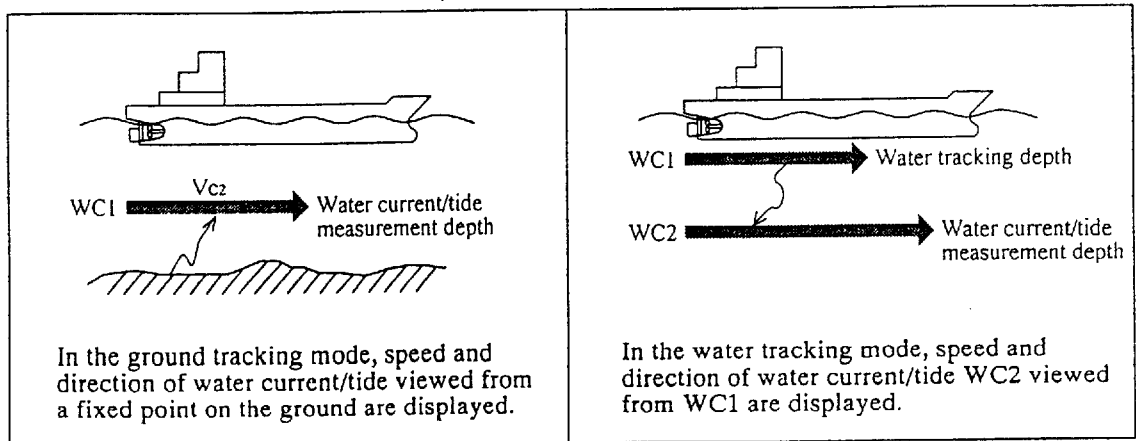 Vc2
WC1
Water current/tide
measurement depth
In the ground tracking mode, speed and
direction of water current/tide viewed from
a fixed point on the ground are displayed.
WC1
Water tracking depth
WC2
Water current/tide
measurement depth
In the water tracking mode, speed and
direction of water current/tide WC2 viewed
from WC1 are displayed.